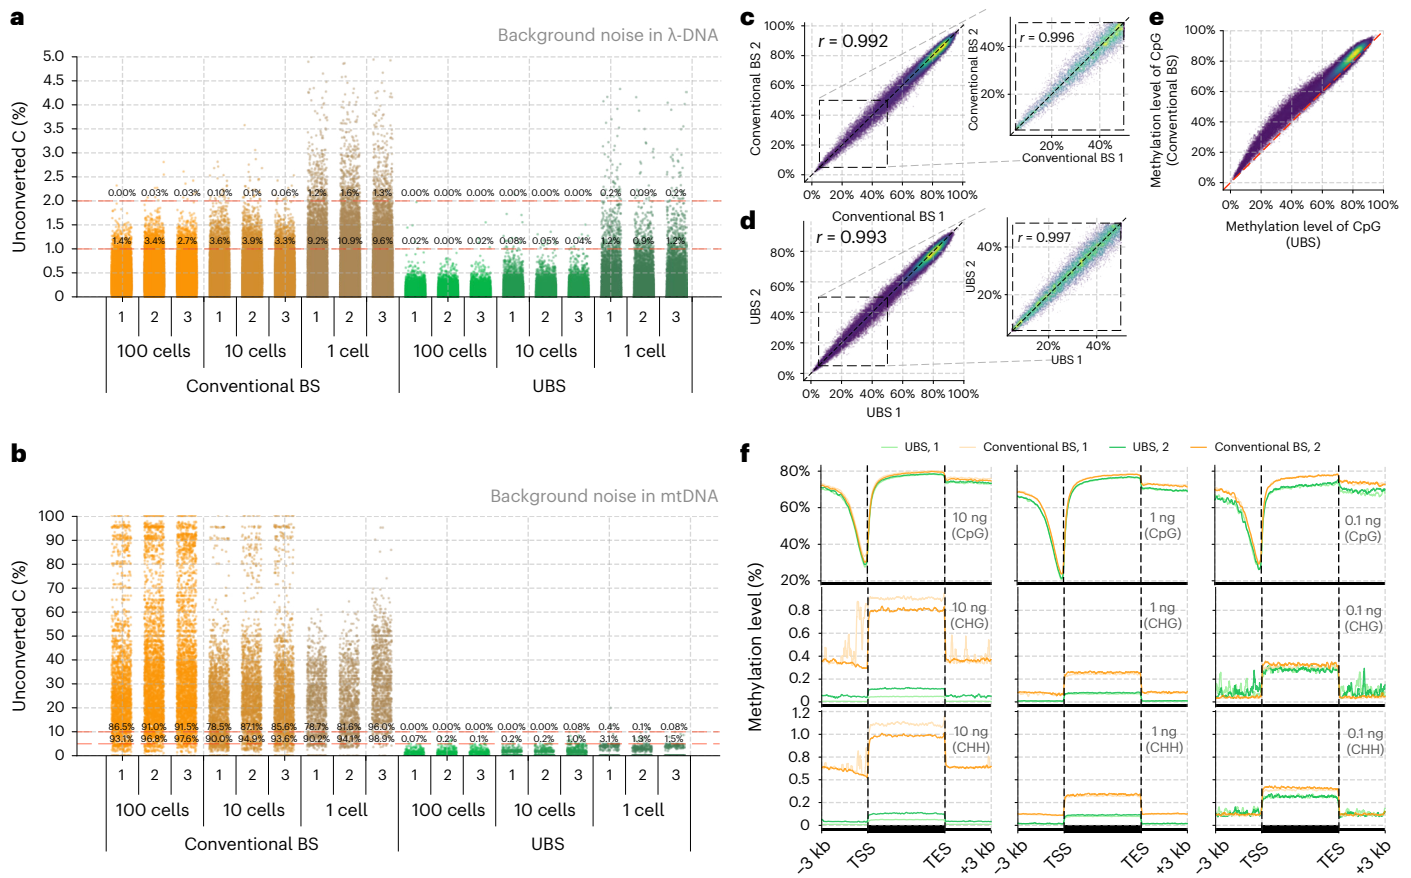 a
Background noise in λ-DNA
Unconverted C (%)
5.0
4.5
4.0
3.5
3.0
2.5
2.0
1.5
1.0
0.5
0
0.00% 0.03% 0.03% 0.10% 0.1% 0.06% 1.2% 1.6% 1.3% 0.00% 0.00% 0.00% 0.00% 0.00% 0.00% 0.2% 0.09% 0.2%
1.4% 3.4% 2.7% 3.6% 3.9% 3.3% 9.2% 10.9% 9.6% 0.02% 0.00% 0.02% 0.08% 0.05% 0.04% 1.2% 0.9% 1.2%
1 2 3 1 2 3 1 2 3 1 2 3 1 2 3 1 2 3
100 cells 10 cells 1 cell 100 cells 10 cells 1 cell
Conventional BS UBS
b
Background noise in mtDNA
Unconverted C (%)
100
90
80
70
60
50
40
30
20
10
0
86.5% 91.0% 91.5% 78.5% 87.1% 85.6% 78.7% 81.6% 96.0% 0.00% 0.00% 0.00% 0.00% 0.00% 0.08% 0.4% 0.1% 0.08%
93.1% 96.8% 97.6% 90.0% 94.9% 93.6% 90.2% 94.1% 98.9% 0.07% 0.2% 0.1% 0.2% 0.2% 1.0% 3.1% 1.3% 1.5%
1 2 3 1 2 3 1 2 3 1 2 3 1 2 3 1 2 3
100 cells 10 cells 1 cell 100 cells 10 cells 1 cell
Conventional BS UBS
c
Conventional BS 2
100%
80%
60%
40%
20%
0%
r = 0.992
0% 20% 40% 60% 80% 100%
Conventional BS 1
Conventional BS 2
40%
20%
r = 0.996
20% 40%
Conventional BS 1
d
UBS 2
80%
60%
40%
20%
0%
r = 0.993
0% 20% 40% 60% 80% 100%
UBS 1
UBS 2
40%
20%
r = 0.997
20% 40%
UBS 1
e
Methylation level of CpG
(Conventional BS)
100%
80%
60%
40%
20%
0%
0% 20% 40% 60% 80% 100%
Methylation level of CpG
(UBS)
f
UBS, 1 Conventional BS, 1 UBS, 2 Conventional BS, 2
Methylation level (%)
80%
60%
40%
20%
10 ng
(CpG)
1 ng
(CpG)
0.1 ng
(CpG)
0.8
0.6
0.4
0.2
0
10 ng
(CHG)
1 ng
(CHG)
0.1 ng
(CHG)
1.2
1.0
0.8
0.5
0.2
0
10 ng
(CHH)
1 ng
(CHH)
0.1 ng
(CHH)
–3 kb TSS TES +3 kb –3 kb TSS TES +3 kb –3 kb TSS TES +3 kb